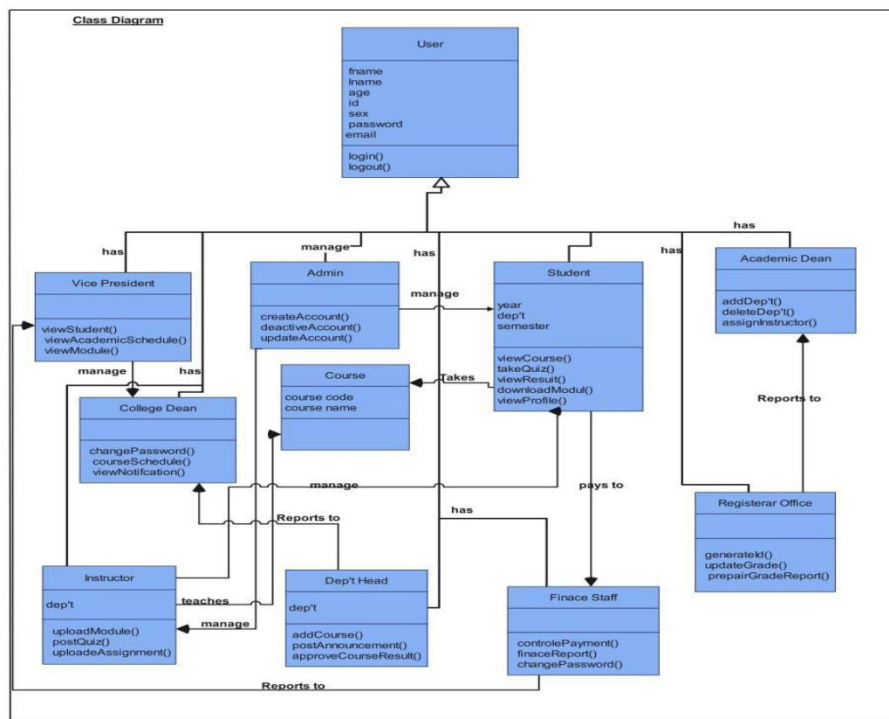 Class Diagram
User
fname
lname
age
id
sex
password
email
login()
logout()
has
manage
has
has
has
Vice President
viewStudent()
viewAcademicSchedule()
viewModule()
Admin
createAccount()
deactiveAccount()
updateAccount()
manage
Student
year
dep't
semester
viewCourse()
takeQuiz()
viewResuit()
downloadModul()
viewProfile()
Academic Dean
addDep't()
deleteDep't()
assignInstructor()
manage
has
Course
course code
course name
Takes
College Dean
changePassword()
courseSchedule()
viewNotifcation()
Reports to
manage
pays to
Reports to
has
Registerar Office
generateId()
updateGrade()
prepairGradeReport()
Instructor
dep't
uploadModule()
postQuiz()
uploadeAssignment()
teaches
manage
Dep't Head
dep't
addCourse()
postAnnouncement()
approveCourseResult()
Finace Staff
controlePayment()
finaceReport()
changePassword()
Reports to